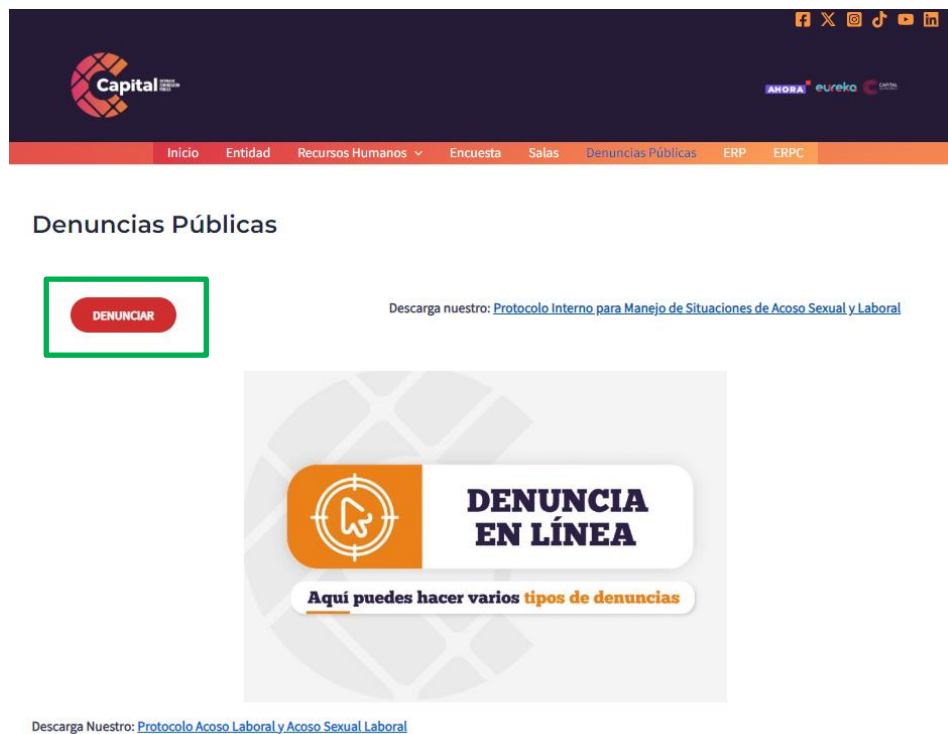 Capital
AHORA eureka CAPITAL
Inicio Entidad Recursos Humanos Encuesta Salas Denuncias Públicas ERP ERPC
Denuncias Públicas
DENUNCIAR
Descarga nuestro: Protocolo Interno para Manejo de Situaciones de Acoso Sexual y Laboral
DENUNCIA
EN LÍNEA
Aquí puedes hacer varios tipos de denuncias
Descarga Nuestro: Protocolo Acoso Laboral y Acoso Sexual Laboral